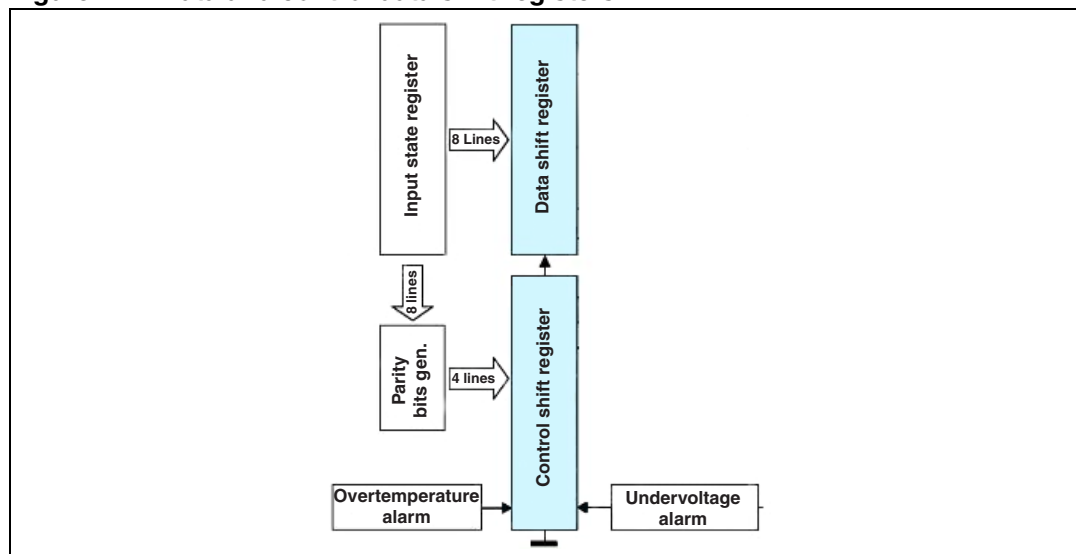 Input state register
8 Lines
Data shift register
8 lines
Parity
bits gen.
4 lines
Control shift register
Overtemperature
alarm
Undervoltage
alarm